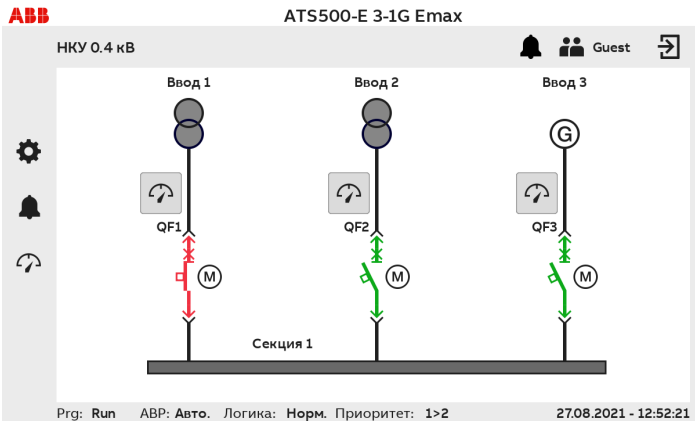 ABB ATS500-E 3-1G Emax
НКУ 0.4 кВ Guest
Ввод 1 Ввод 2 Ввод 3
G
QF1 QF2 QF3
M M M
Секция 1
Prg: Run АВР: Авто. Логика: Норм. Приоритет: 1>2 27.08.2021 - 12:52:21